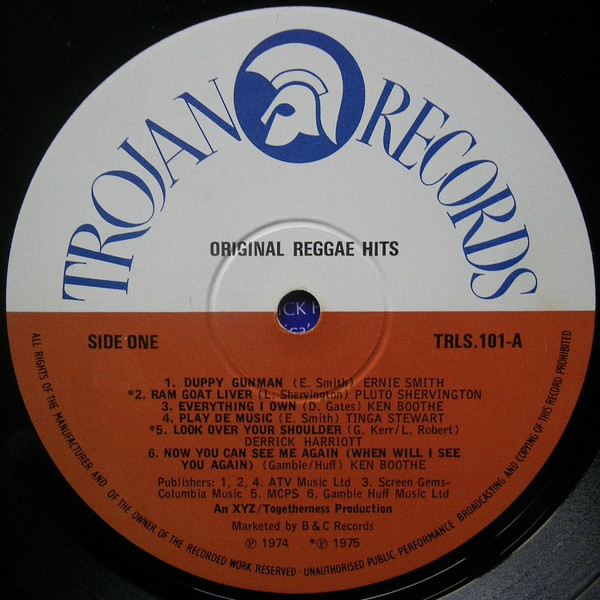 TROJAN RECORDS
ORIGINAL REGGAE HITS
CK H
ica'
SIDE ONE
TRLS.101-A
1. DUPPY GUNMAN (E. Smith) ERNIE SMITH
*2. RAM GOAT LIVER (L. Shervington) PLUTO SHERVINGTON
3. EVERYTHING I OWN (D. Gates) KEN BOOTHE
4. PLAY DE MUSIC (E. Smith) TINGA STEWART
*5. LOOK OVER YOUR SHOULDER (G. Kerr/L. Robert)
DERRICK HARRIOTT
6. NOW YOU CAN SEE ME AGAIN (WHEN WILL I SEE
YOU AGAIN) (Gamble/Huff) KEN BOOTHE
Publishers: 1, 2, 4. ATV Music Ltd 3. Screen Gems-
Columbia Music 5. MCPS 6. Gamble Huff Music Ltd
An XYZ/Togetherness Production
Marketed by B & C Records
℗ 1974 *℗ 1975
ALL RIGHTS OF THE MANUFACTURER AND OF THE OWNER OF THE RECORDED WORK RESERVED - UNAUTHORISED PUBLIC PERFORMANCE BROADCASTING AND COPYING OF THIS RECORD PROHIBITED